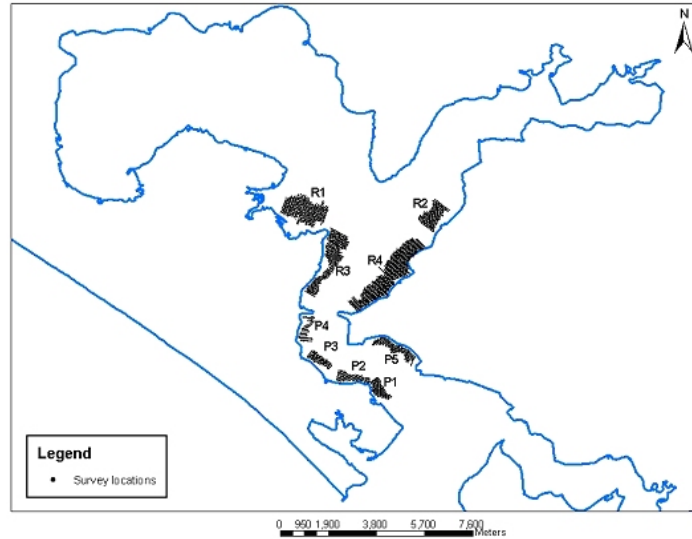 N
R1
R2
R4
R3
P4
P3
P5
P2
P1
Legend
Survey locations
0 950 1,900 3,800 5,700 7,600
Meters